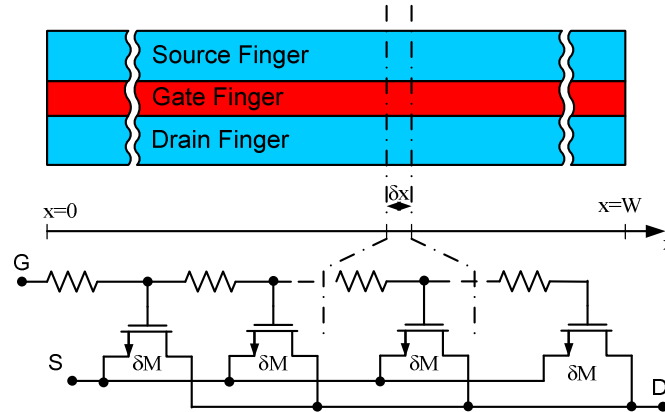 Source Finger
Gate Finger
Drain Finger
δx
x=0
x=W
G
δM
δM
δM
δM
S
D